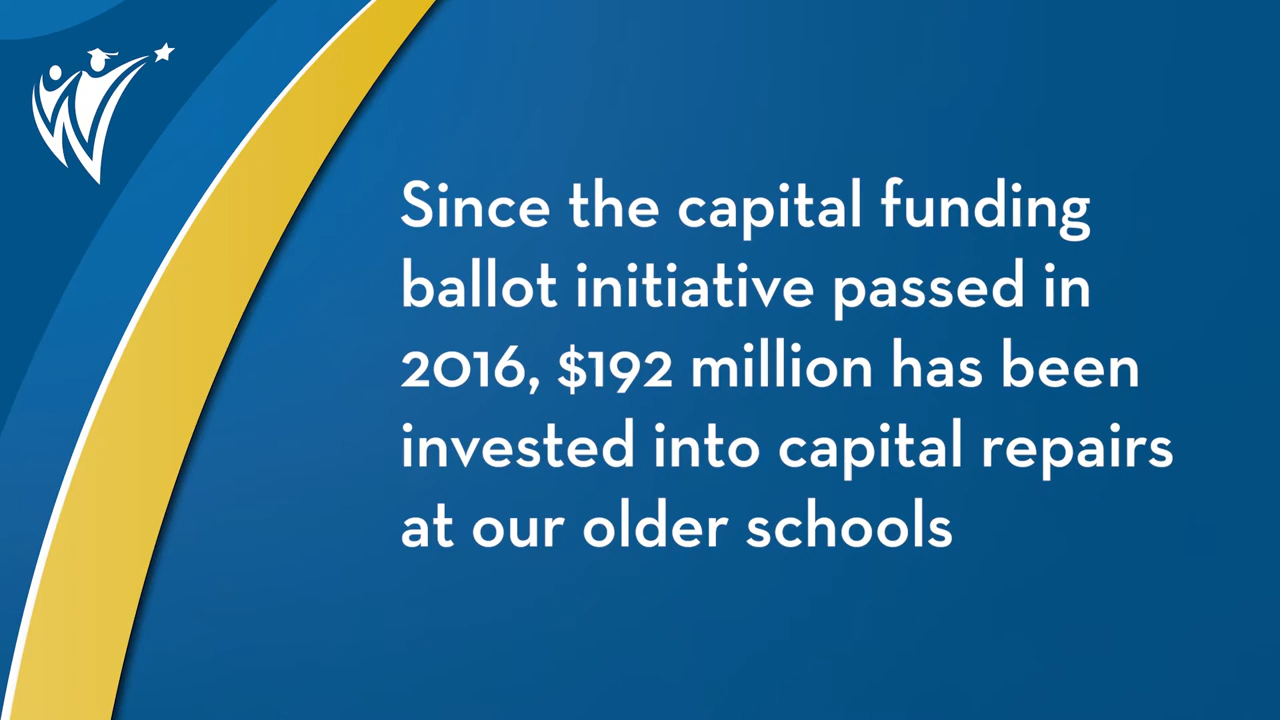 Since the capital funding
ballot initiative passed in
2016, $192 million has been
invested into capital repairs
at our older schools